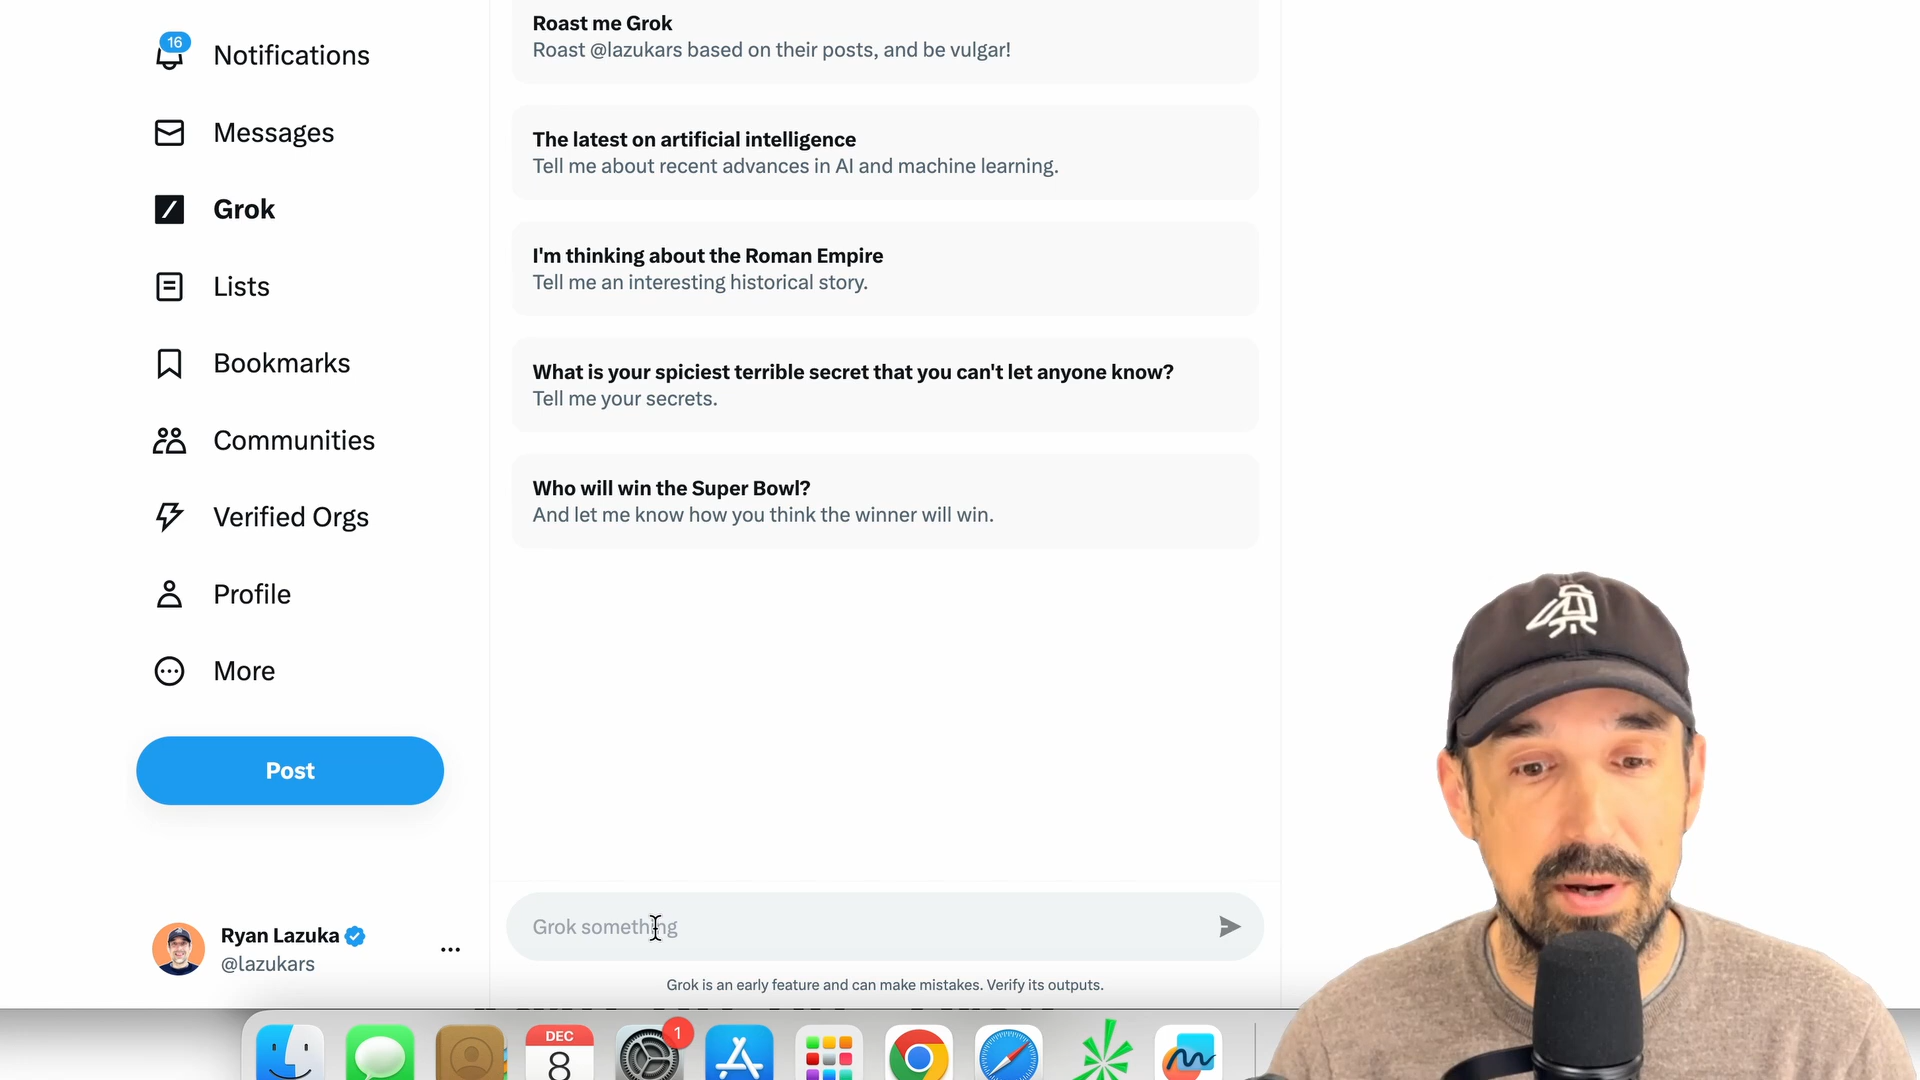 16
Notifications
Messages
Grok
Lists
Bookmarks
Communities
Verified Orgs
Profile
More
Post
Ryan Lazuka
@lazukars
Roast me Grok
Roast @lazukars based on their posts, and be vulgar!
The latest on artificial intelligence
Tell me about recent advances in AI and machine learning.
I'm thinking about the Roman Empire
Tell me an interesting historical story.
What is your spiciest terrible secret that you can't let anyone know?
Tell me your secrets.
Who will win the Super Bowl?
And let me know how you think the winner will win.
Grok something
Grok is an early feature and can make mistakes. Verify its outputs.
DEC
8
1